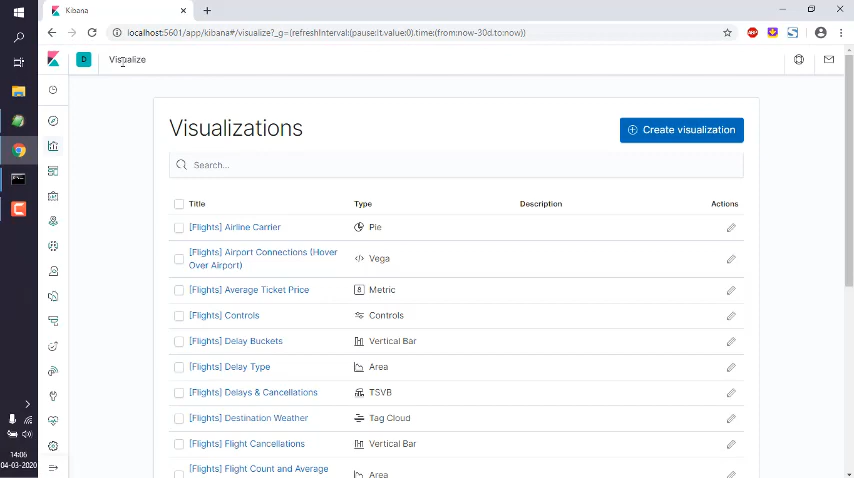 Kibana
localhost:5601/app/kibana#/visualize?_g=(refreshInterval:(pause:!t,value:0),time:(from:now-30d,to:now))
ABP
D
Visualize
Visualizations
Create visualization
Search...
Title Type Description Actions
[Flights] Airline Carrier Pie
[Flights] Airport Connections (Hover
Over Airport)
Vega
[Flights] Average Ticket Price 8 Metric
[Flights] Controls Controls
[Flights] Delay Buckets Vertical Bar
[Flights] Delay Type Area
[Flights] Delays & Cancellations TSVB
[Flights] Destination Weather Tag Cloud
[Flights] Flight Cancellations Vertical Bar
[Flights] Flight Count and Average
Area
14:06
04-03-2020